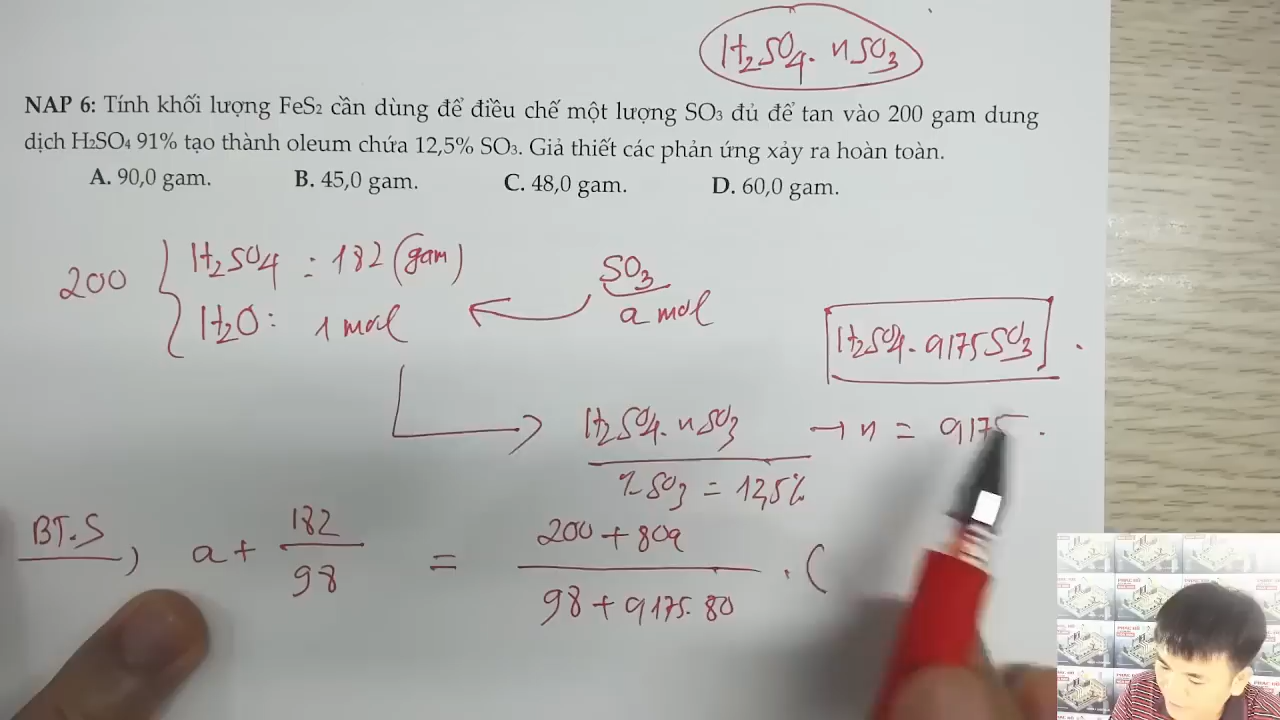 H₂SO₄. nSO₃
NAP 6: Tính khối lượng FeS₂ cần dùng để điều chế một lượng SO₃ đủ để tan vào 200 gam dung
dịch H₂SO₄ 91% tạo thành oleum chứa 12,5% SO₃. Giả thiết các phản ứng xảy ra hoàn toàn.
A. 90,0 gam. B. 45,0 gam. C. 48,0 gam. D. 60,0 gam.
200 { H₂SO₄ : 182 (gam)
H₂O: 1 mol
SO₃
a mol
H₂SO₄. 0,175SO₃
H₂SO₄. nSO₃ → n = 0,175.
%SO₃ = 12,5%
BT.S, a + 182/98 = (200 + 80a)/(98 + 0,175.80) . (